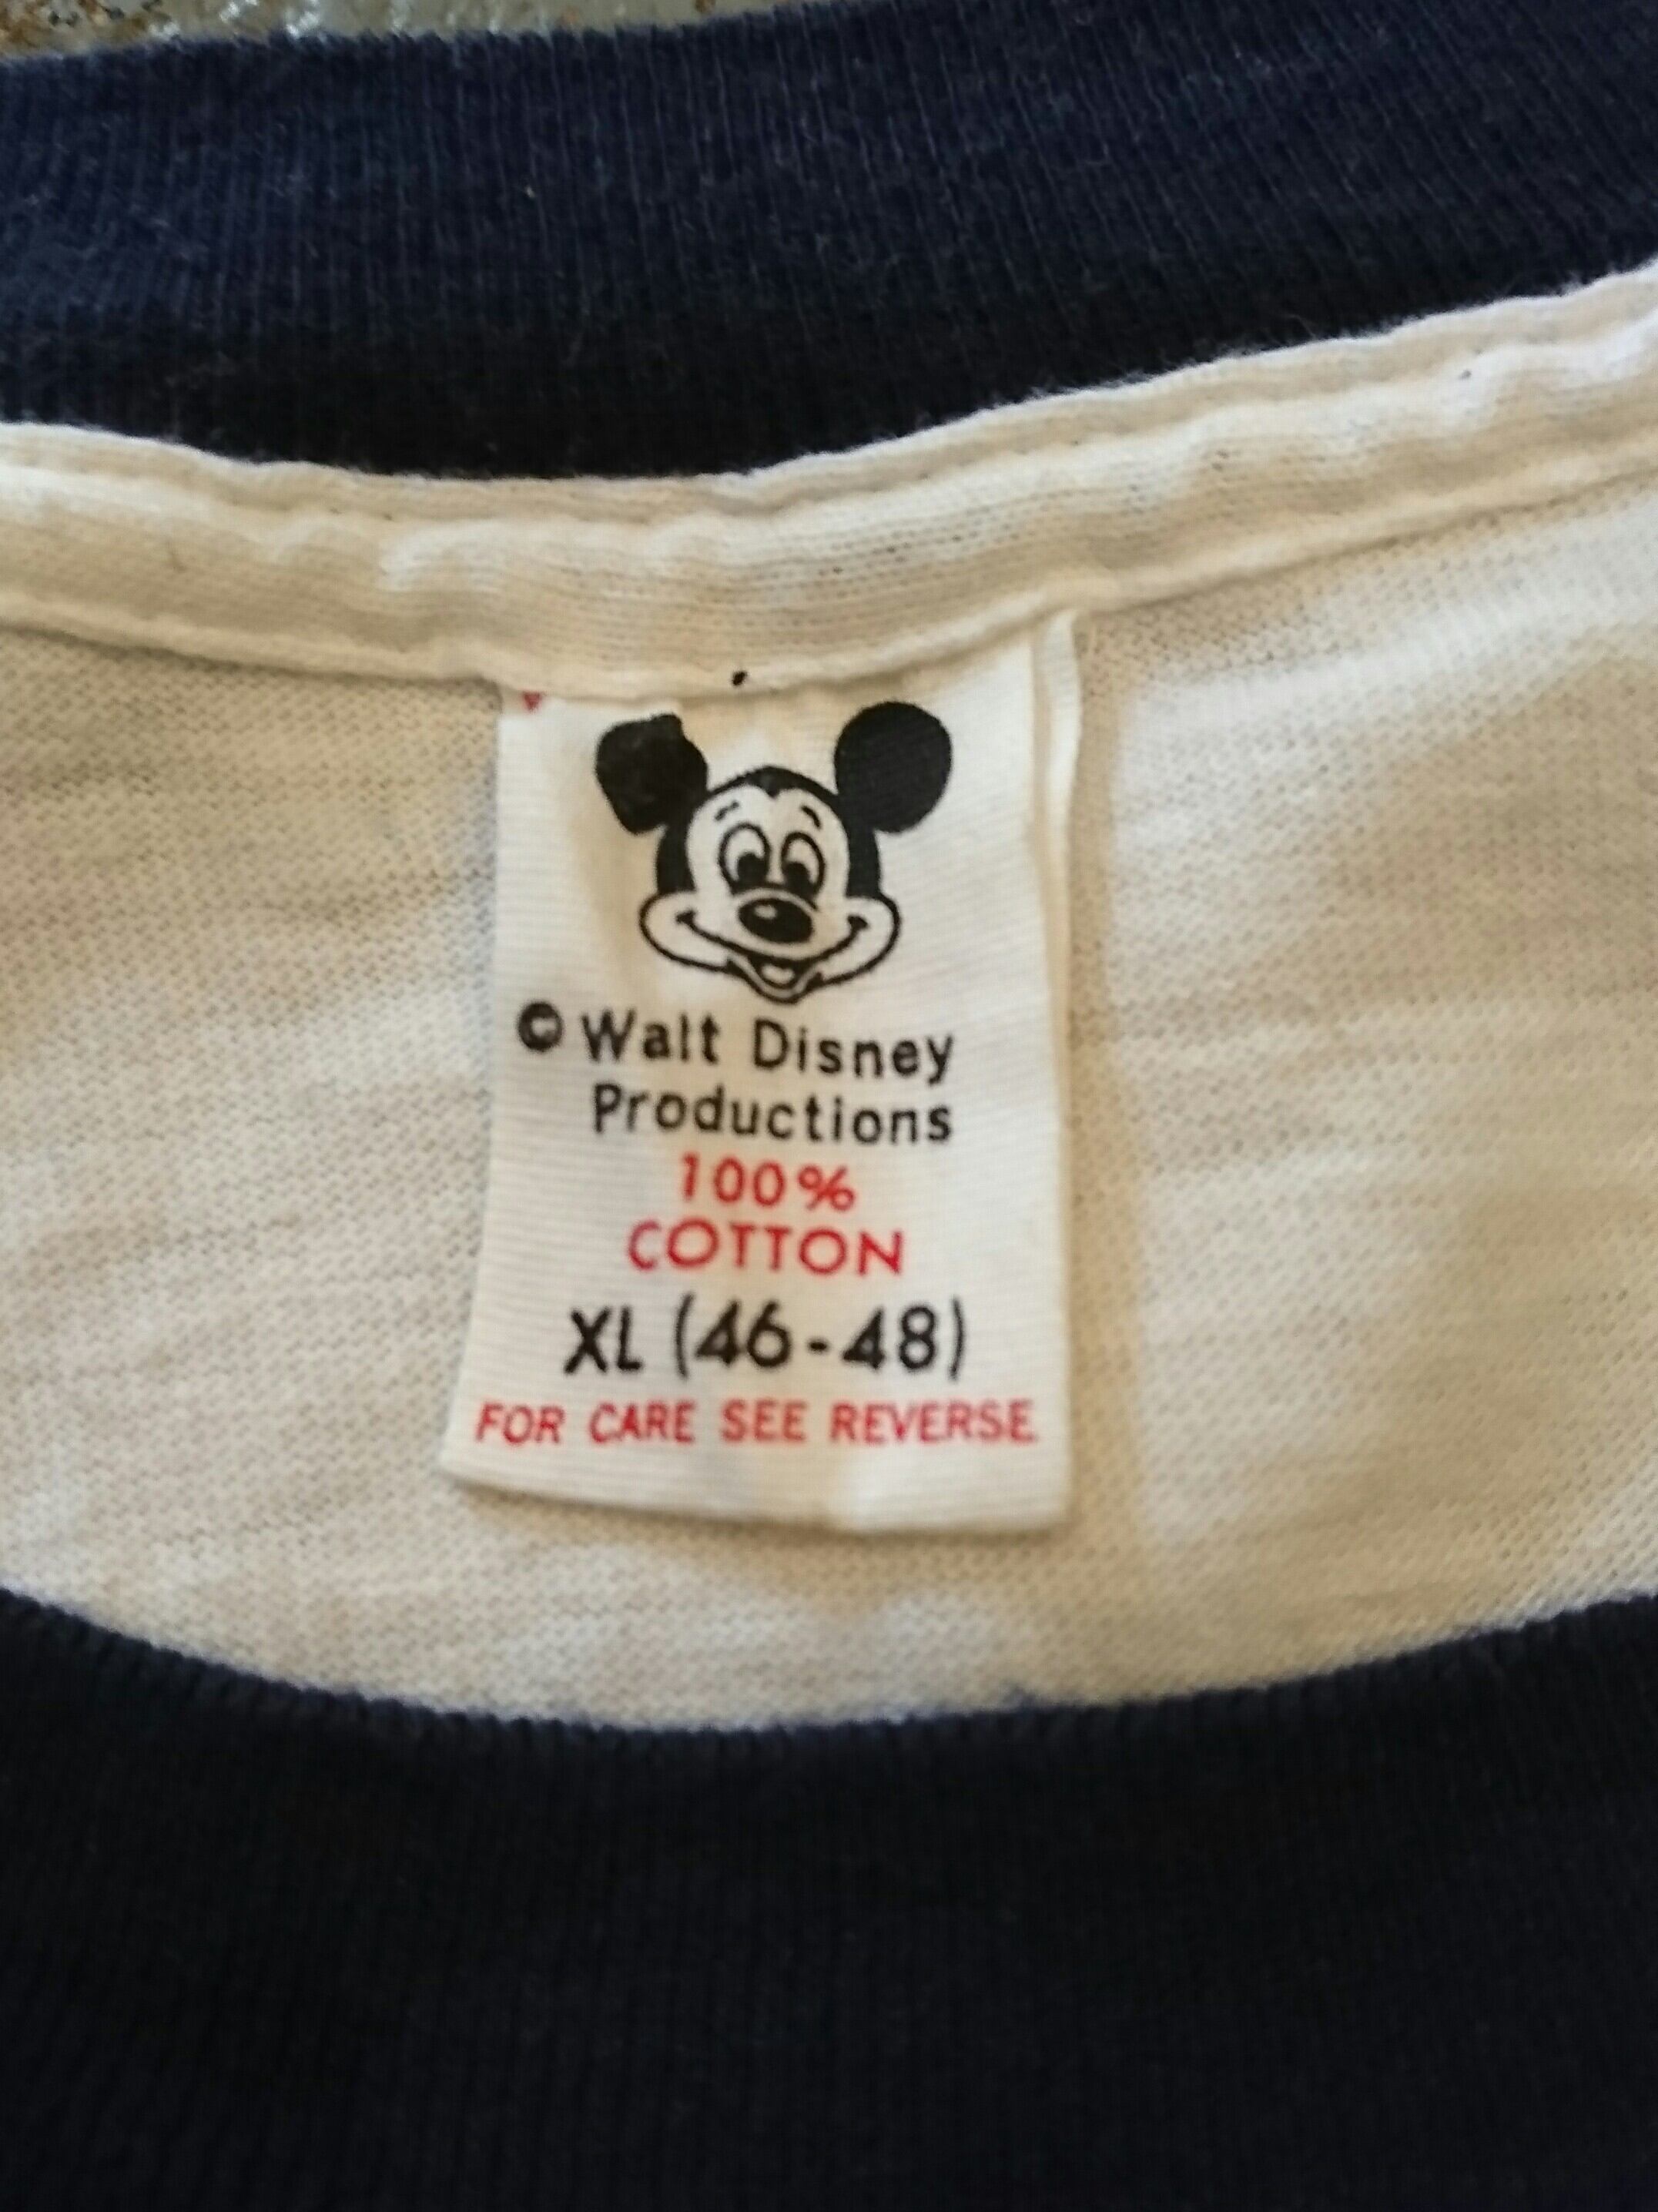 © Walt Disney
Productions
100%
COTTON
XL (46-48)
FOR CARE SEE REVERSE